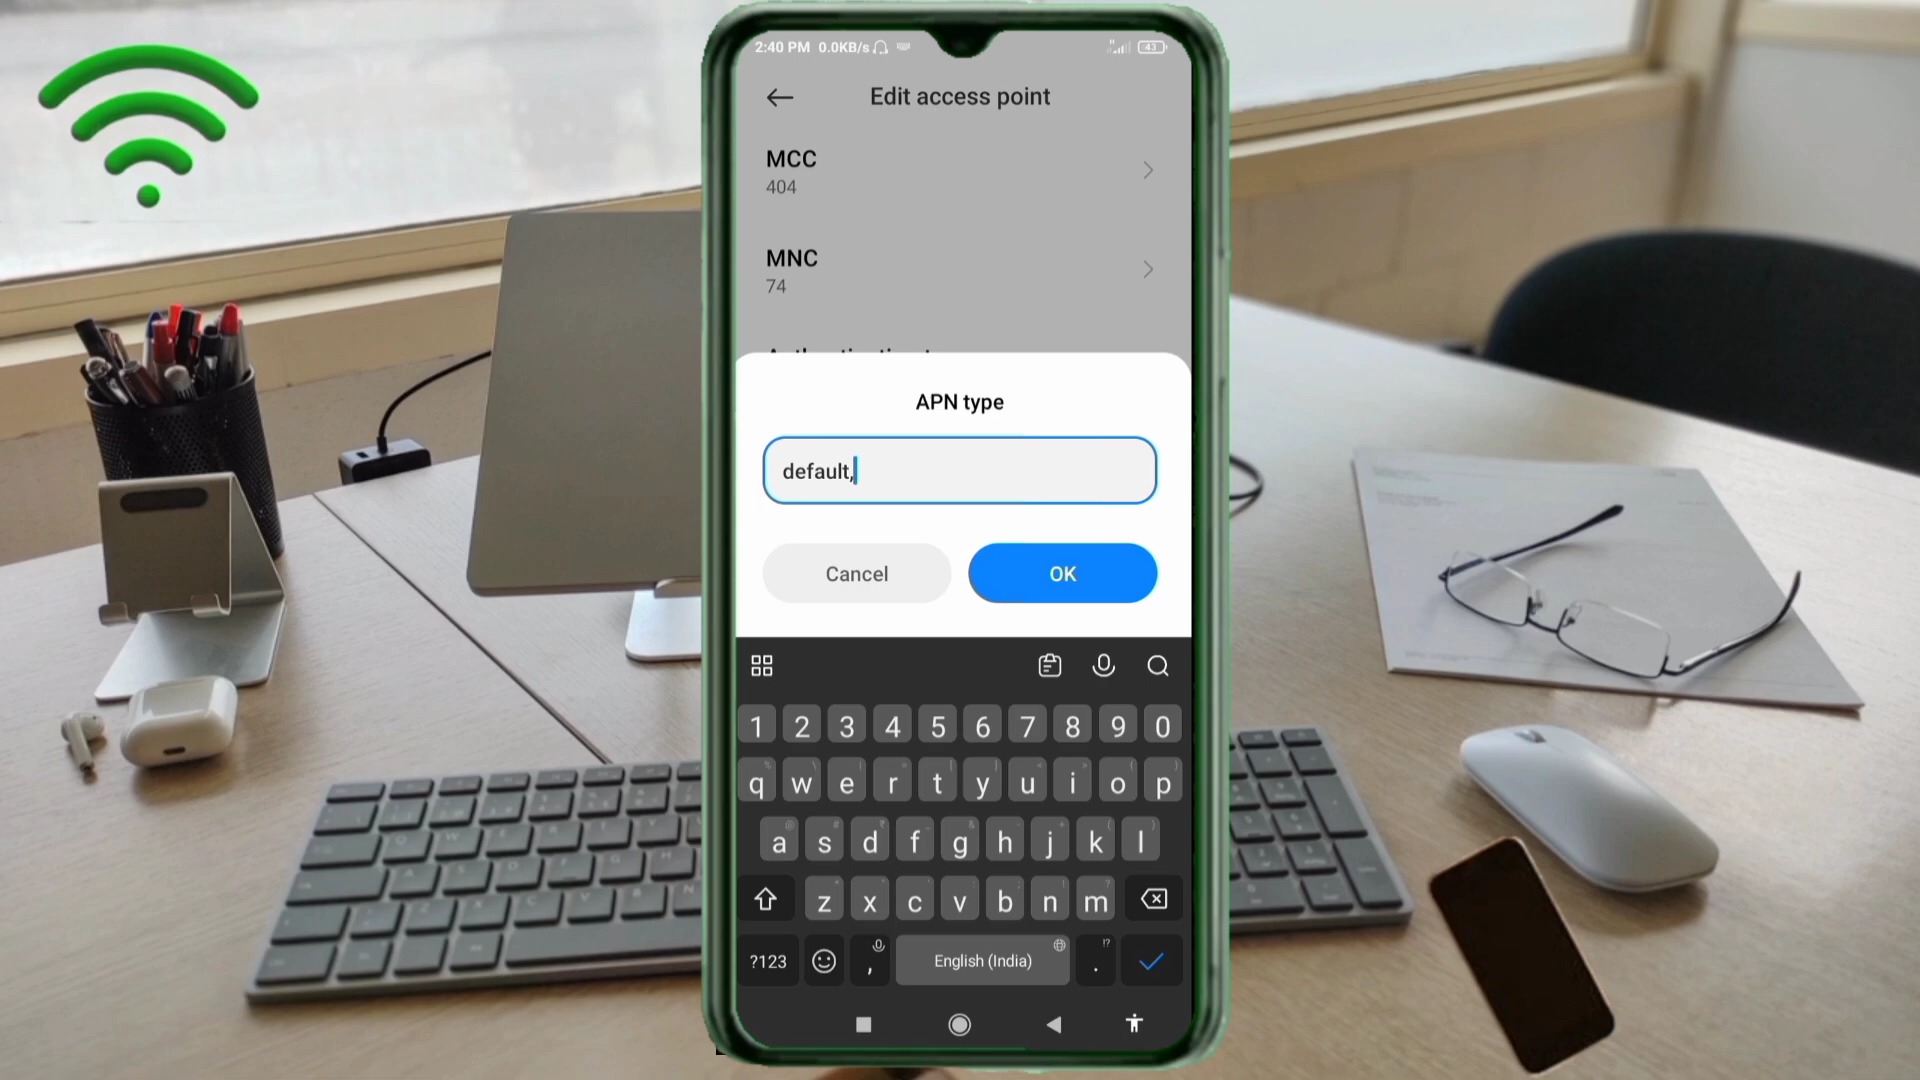 2:40 PM 0.0KB/s
43
Edit access point
MCC
404
MNC
74
APN type
default,
Cancel
OK
1 2 3 4 5 6 7 8 9 0
q w e r t y u i o p
a s d f g h j k l
z x c v b n m
?123 , English (India) .